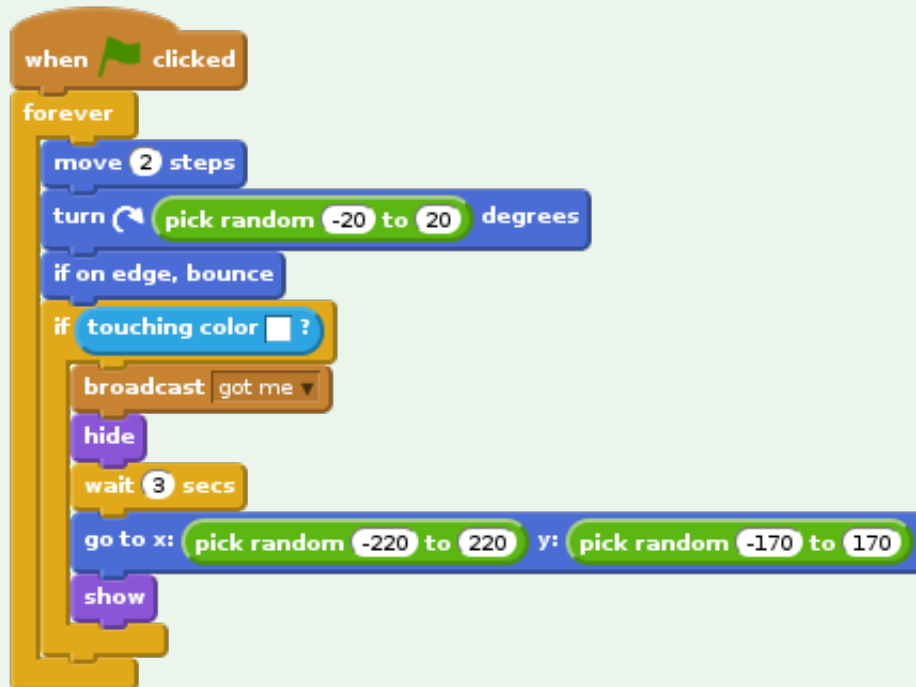 when clicked
forever
move 2 steps
turn pick random -20 to 20 degrees
if on edge, bounce
if touching color ?
broadcast got me
hide
wait 3 secs
go to x: pick random -220 to 220 y: pick random -170 to 170
show